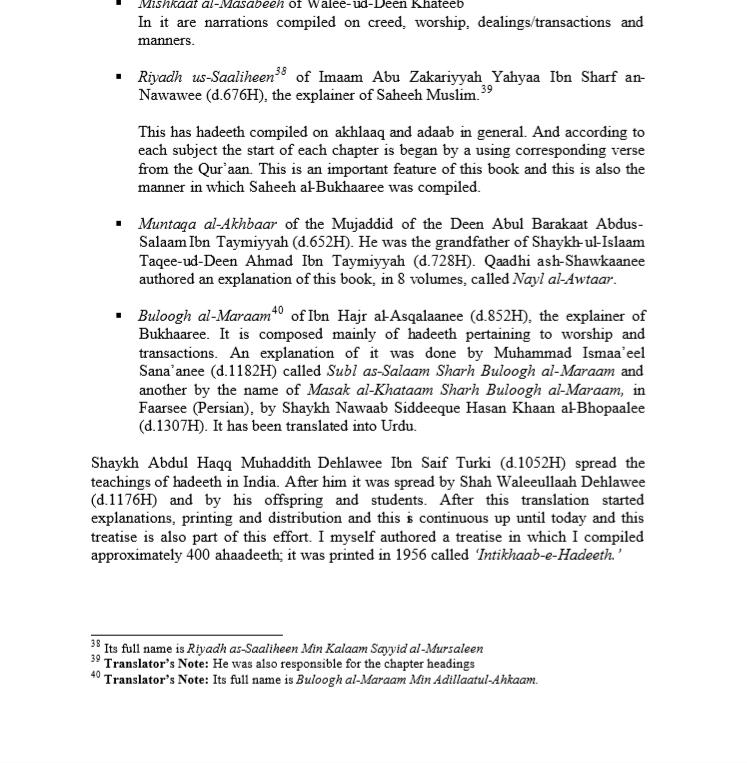 ▪ Mishkaat al-Masabeeh of Walee-ud-Deen Khateeb
In it are narrations compiled on creed, worship, dealings/transactions and
manners.
▪ Riyadh us-Saaliheen38 of Imaam Abu Zakariyyah Yahyaa Ibn Sharf an-
Nawawee (d.676H), the explainer of Saheeh Muslim.39
This has hadeeth compiled on akhlaaq and adaab in general. And according to
each subject the start of each chapter is began by a using corresponding verse
from the Qur'aan. This is an important feature of this book and this is also the
manner in which Saheeh al-Bukhaaree was compiled.
▪ Muntaqa al-Akhbaar of the Mujaddid of the Deen Abul Barakaat Abdus-
Salaam Ibn Taymiyyah (d.652H). He was the grandfather of Shaykh-ul-Islaam
Taqee-ud-Deen Ahmad Ibn Taymiyyah (d.728H). Qaadhi ash-Shawkaanee
authored an explanation of this book, in 8 volumes, called Nayl al-Awtaar.
▪ Buloogh al-Maraam40 of Ibn Hajr al-Asqalaanee (d.852H), the explainer of
Bukhaaree. It is composed mainly of hadeeth pertaining to worship and
transactions. An explanation of it was done by Muhammad Ismaa'eel
Sana'anee (d.1182H) called Subl as-Salaam Sharh Buloogh al-Maraam and
another by the name of Masak al-Khataam Sharh Buloogh al-Maraam, in
Faarsee (Persian), by Shaykh Nawaab Siddeeque Hasan Khaan al-Bhopaalee
(d.1307H). It has been translated into Urdu.
Shaykh Abdul Haqq Muhaddith Dehlawee Ibn Saif Turki (d.1052H) spread the
teachings of hadeeth in India. After him it was spread by Shah Waleeullaah Dehlawee
(d.1176H) and by his offspring and students. After this translation started
explanations, printing and distribution and this is continuous up until today and this
treatise is also part of this effort. I myself authored a treatise in which I compiled
approximately 400 ahaadeeth; it was printed in 1956 called 'Intikhaab-e-Hadeeth.'
38 Its full name is Riyadh as-Saaliheen Min Kalaam Sayyid al-Mursaleen
39 Translator's Note: He was also responsible for the chapter headings
40 Translator's Note: Its full name is Buloogh al-Maraam Min Adillaatul-Ahkaam.